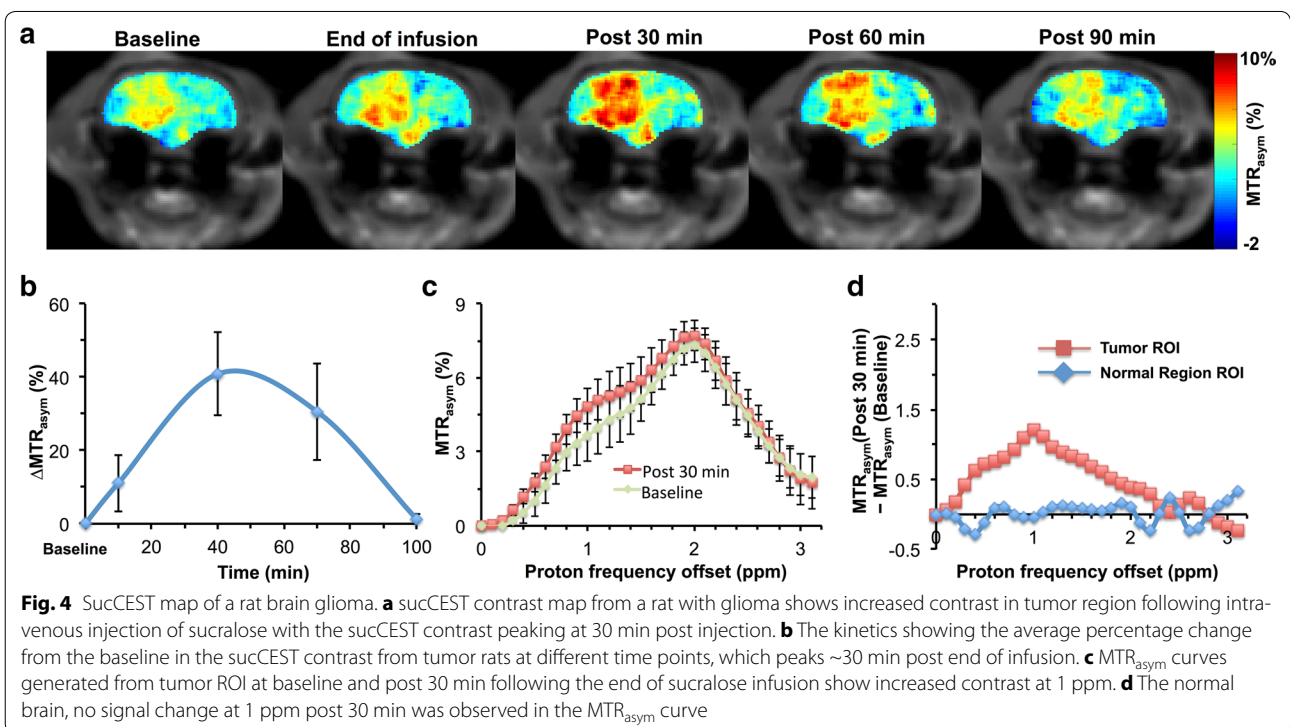 a
Baseline End of infusion Post 30 min Post 60 min Post 90 min
10%
MTRasym (%)
-2
b
ΔMTRasym (%)
60
40
20
0
Baseline 20 40 60 80 100
Time (min)
c
MTRasym (%)
9
6
3
0
Post 30 min
Baseline
0 1 2 3
Proton frequency offset (ppm)
d
MTRasym(Post 30 min)
– MTRasym (Baseline)
2.5
1.5
0.5
-0.5
Tumor ROI
Normal Region ROI
0 1 2 3
Proton frequency offset (ppm)
Fig. 4 SucCEST map of a rat brain glioma. a sucCEST contrast map from a rat with glioma shows increased contrast in tumor region following intra-
venous injection of sucralose with the sucCEST contrast peaking at 30 min post injection. b The kinetics showing the average percentage change
from the baseline in the sucCEST contrast from tumor rats at different time points, which peaks ~30 min post end of infusion. c MTRasym curves
generated from tumor ROI at baseline and post 30 min following the end of sucralose infusion show increased contrast at 1 ppm. d The normal
brain, no signal change at 1 ppm post 30 min was observed in the MTRasym curve